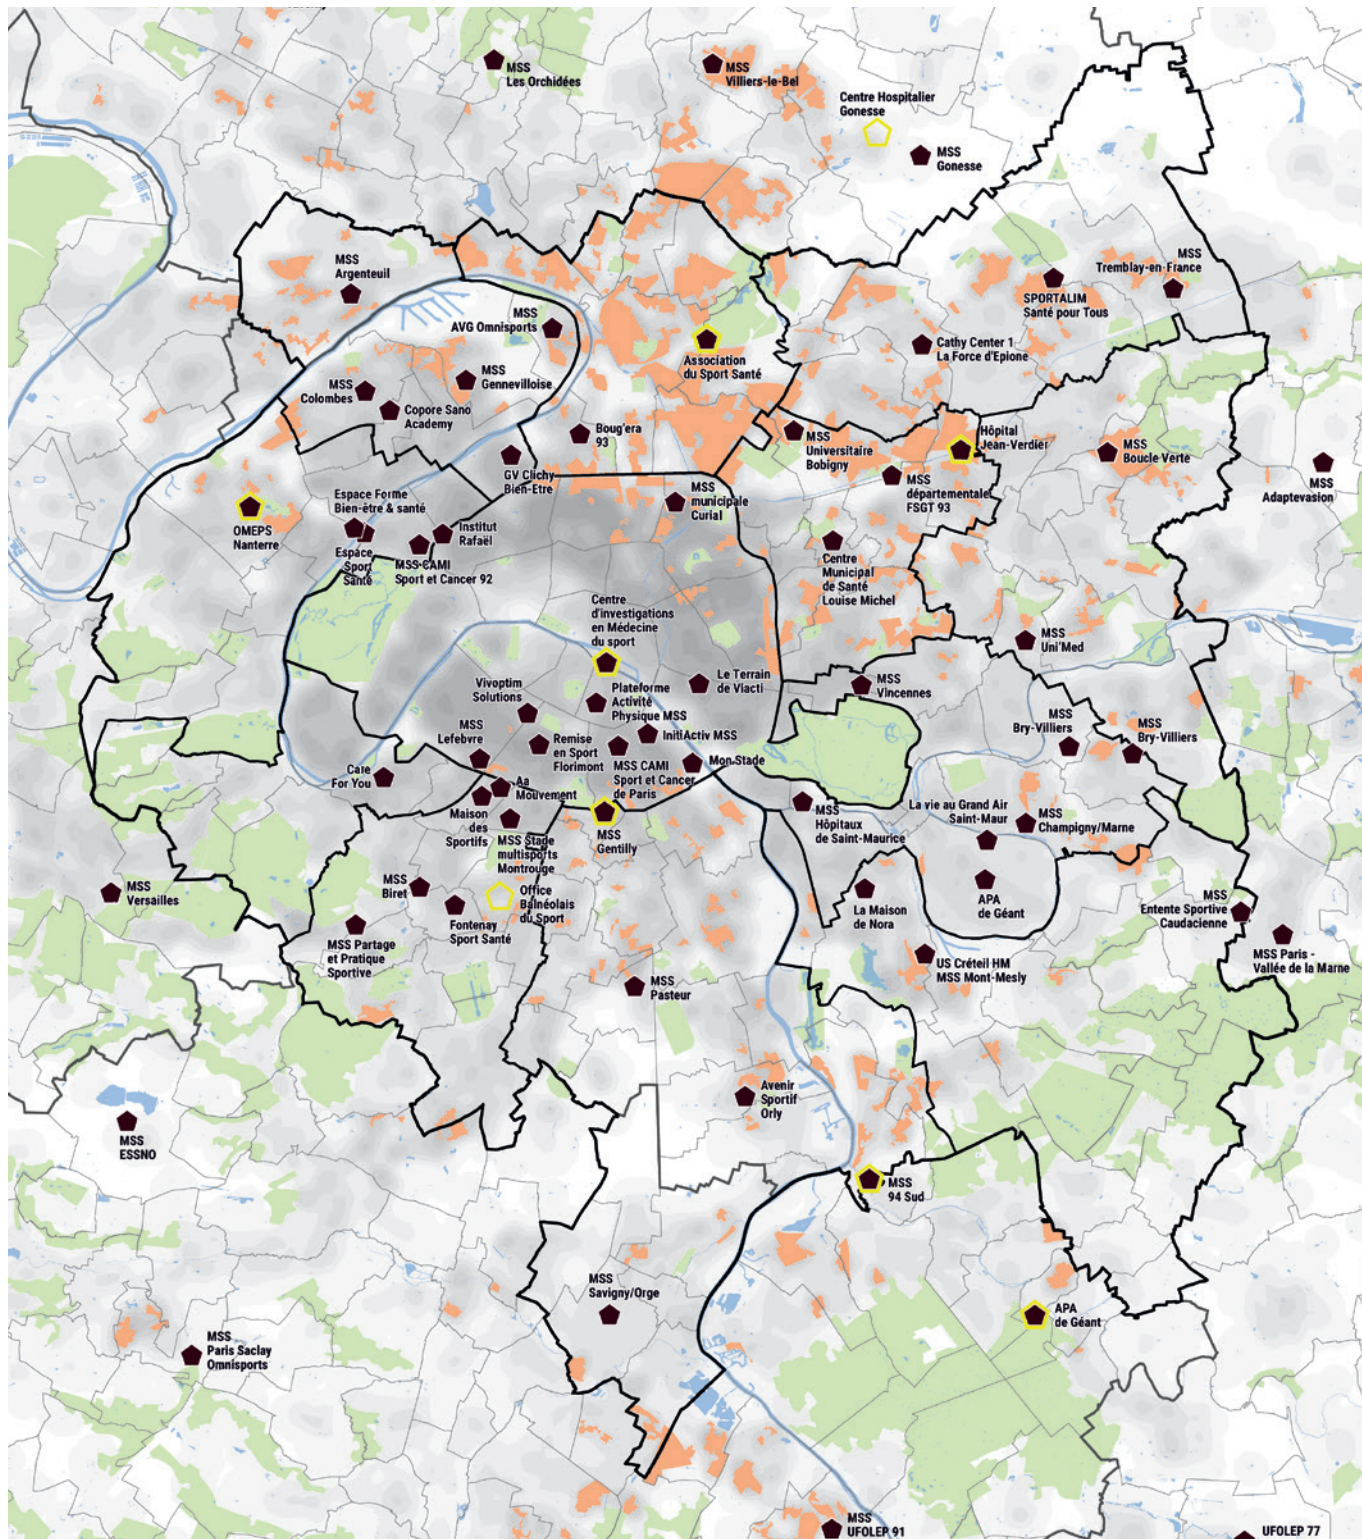 MSS
Les Orchidées
MSS
Villiers-le-Bel
Centre Hospitalier
Gonesse
MSS
Gonesse
MSS
Argenteuil
MSS
Tremblay-en-France
SPORTALIM
Santé pour Tous
MSS
AVG Omnisports
Association
du Sport Santé
Cathy Center 1
La Force d'Epione
MSS
Colombes
MSS
Gennevilloise
Copore Sano
Academy
Boug'era
93
MSS
Universitaire
Bobigny
Hôpital
Jean-Verdier
MSS
Boucle Verte
MSS
Adaptevasion
GV Clichy
Bien-Etre
MSS
départementale
FSGT 93
MSS
municipale
Curial
OMEPS
Nanterre
Espace Forme
Bien-être & santé
Espace
Sport
Santé
Institut
Rafaël
MSS CAMI
Sport et Cancer 92
Centre
Municipal
de Santé
Louise Michel
Centre
d'investigations
en Médecine
du sport
MSS
Uni'Med
Le Terrain
de Viacti
MSS
Vincennes
Vivoptim
Solutions
Plateforme
Activité
Physique MSS
MSS
Lefebvre
Remise
en Sport
Florimont
InitiActiv MSS
MSS CAMI
Sport et Cancer
de Paris
Mon Stade
MSS
Bry-Villiers
MSS
Bry-Villiers
Care
For You
Aa
Mouvement
Maison
des
Sportifs
MSS Stade
multisports
Montrouge
MSS
Gentilly
MSS
Hôpitaux
de Saint-Maurice
La vie au Grand Air
Saint-Maur
MSS
Champigny/Marne
MSS
Versailles
MSS
Biret
Fontenay
Sport Santé
Office
Balnéolais
du Sport
La Maison
de Nora
APA
de Géant
MSS
Entente Sportive
Caudacienne
MSS Partage
et Pratique
Sportive
US Créteil HM
MSS Mont-Mesly
MSS Paris -
Vallée de la Marne
MSS
Pasteur
MSS
ESSNO
Avenir
Sportif
Orly
MSS
94 Sud
MSS
Savigny/Orge
APA
de Géant
MSS
Paris Saclay
Omnisports
MSS
UFOLEP 91
UFOLEP 77